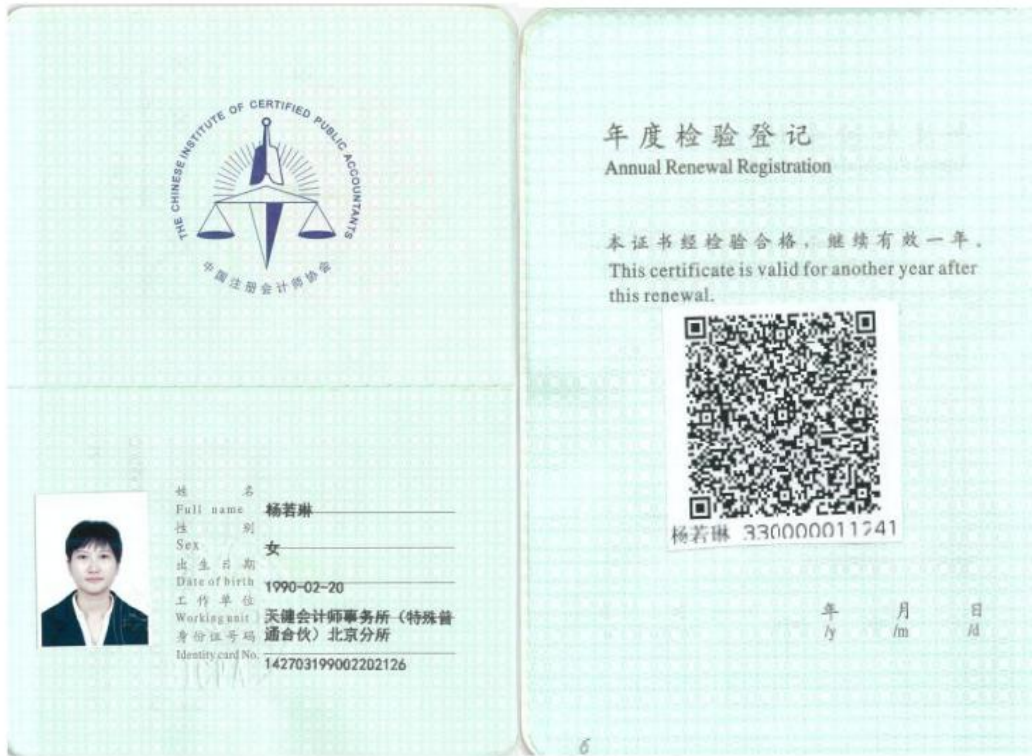 THE CHINESE INSTITUTE OF CERTIFIED PUBLIC ACCOUNTANTS
中国注册会计师协会
姓 名
Full name 杨若琳
性 别
Sex 女
出生日期
Date of birth 1990-02-20
工作单位
Working unit 天健会计师事务所（特殊普
通合伙）北京分所
身份证号码
Identity card No. 142703199002202126
年度检验登记
Annual Renewal Registration
本证书经检验合格，继续有效一年。
This certificate is valid for another year after
this renewal.
杨若琳 330000011241
年 月 日
/y /m /d
6